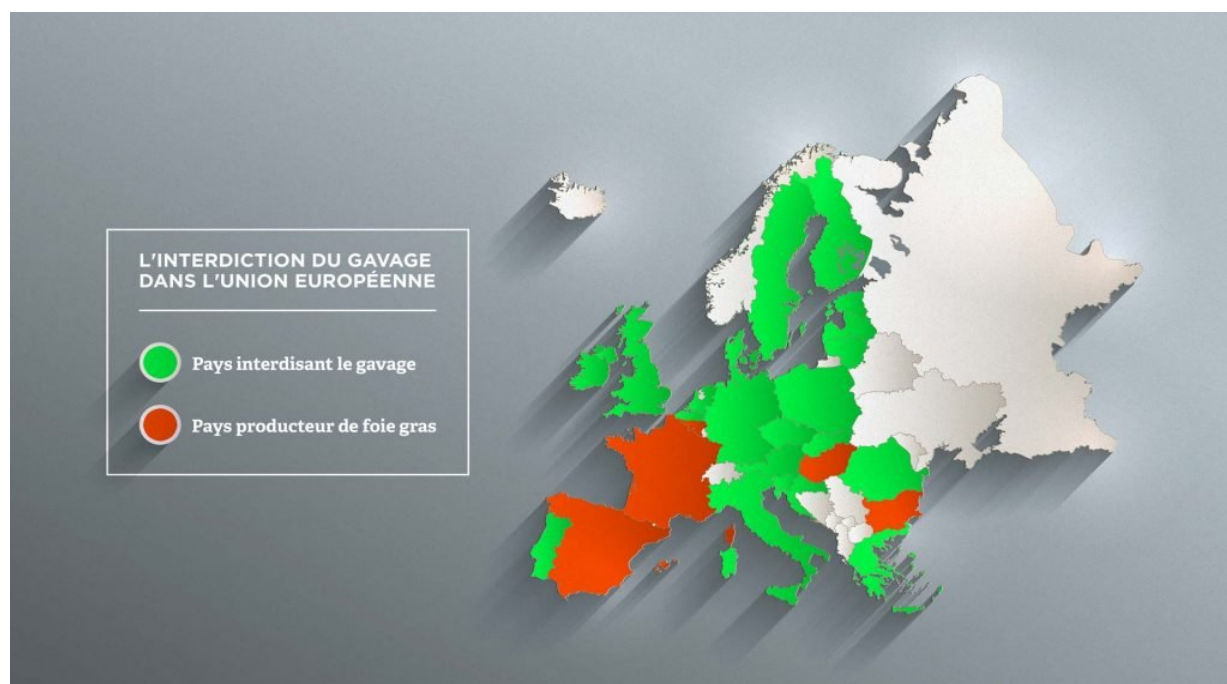 L'INTERDICTION DU GAVAGE
DANS L'UNION EUROPÉENNE
Pays interdisant le gavage
Pays producteur de foie gras